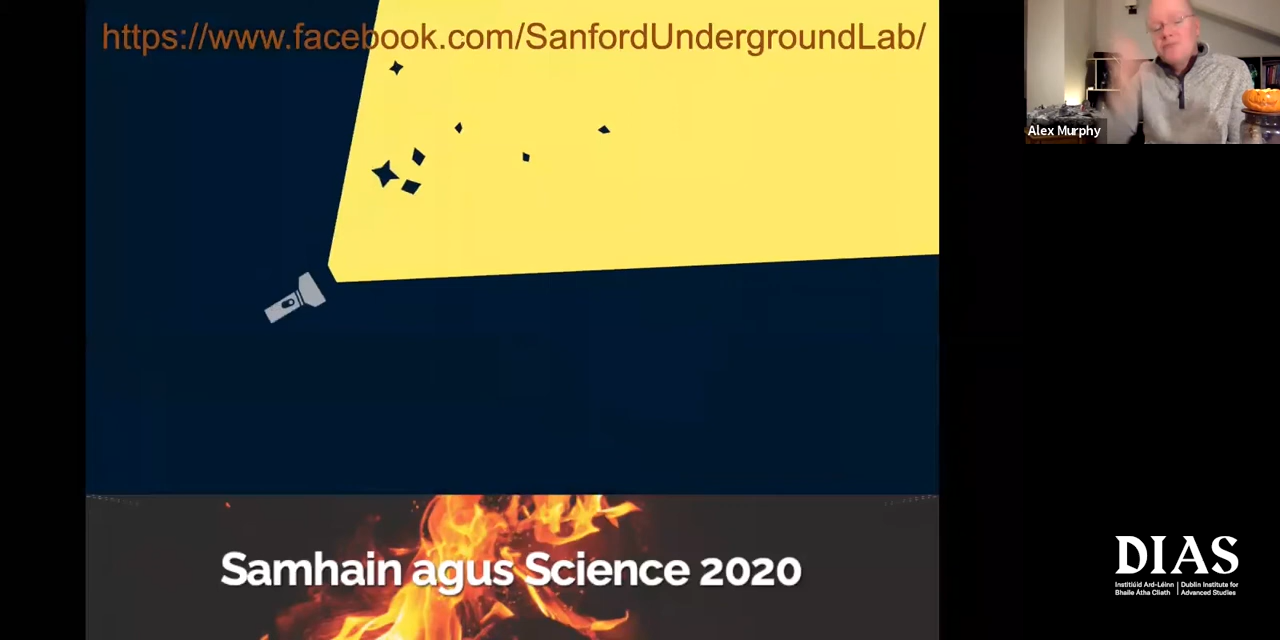 https://www.facebook.com/SanfordUndergroundLab/
Alex Murphy
Samhain agus Science 2020
DIAS
Institiúid Ard-Léinn | Dublin Institute for
Bhaile Átha Cliath | Advanced Studies